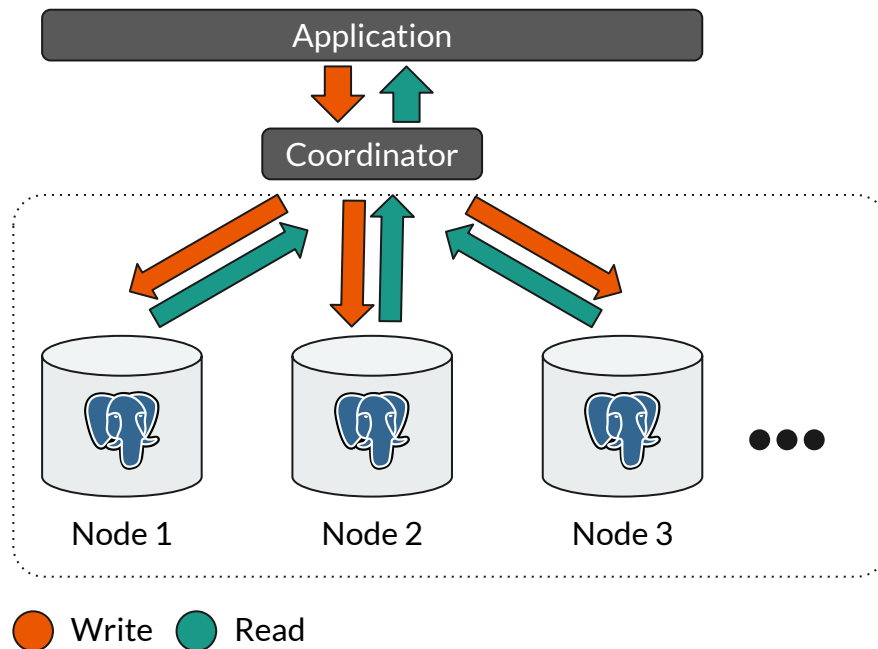 Application
Coordinator
Node 1
Node 2
Node 3
Write
Read